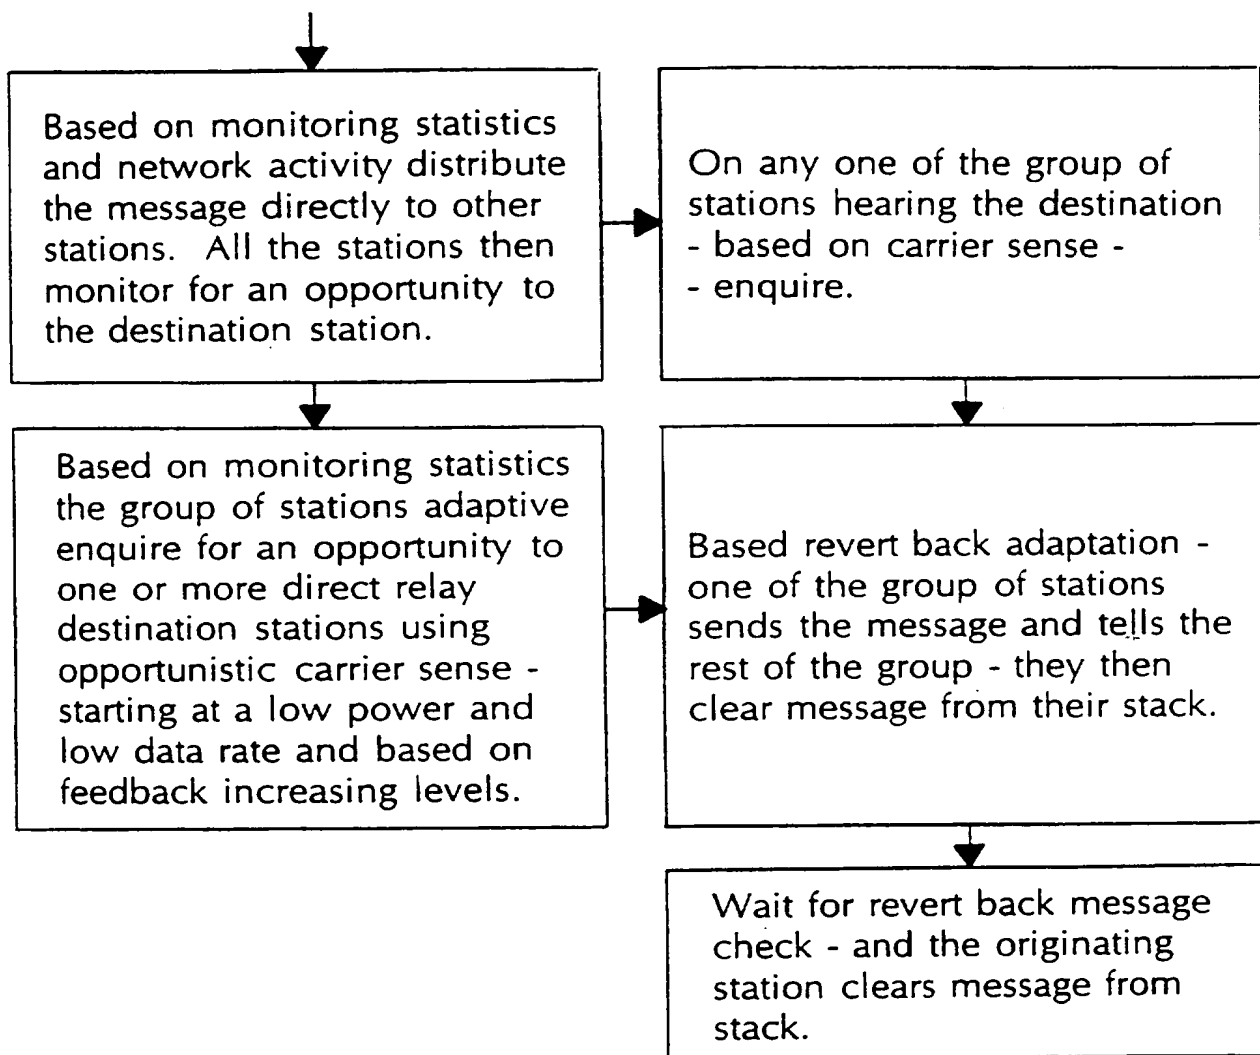 Based on monitoring statistics
and network activity distribute
the message directly to other
stations. All the stations then
monitor for an opportunity to
the destination station.
On any one of the group of
stations hearing the destination
- based on carrier sense -
- enquire.
Based on monitoring statistics
the group of stations adaptive
enquire for an opportunity to
one or more direct relay
destination stations using
opportunistic carrier sense -
starting at a low power and
low data rate and based on
feedback increasing levels.
Based revert back adaptation -
one of the group of stations
sends the message and tells the
rest of the group - they then
clear message from their stack.
Wait for revert back message
check - and the originating
station clears message from
stack.